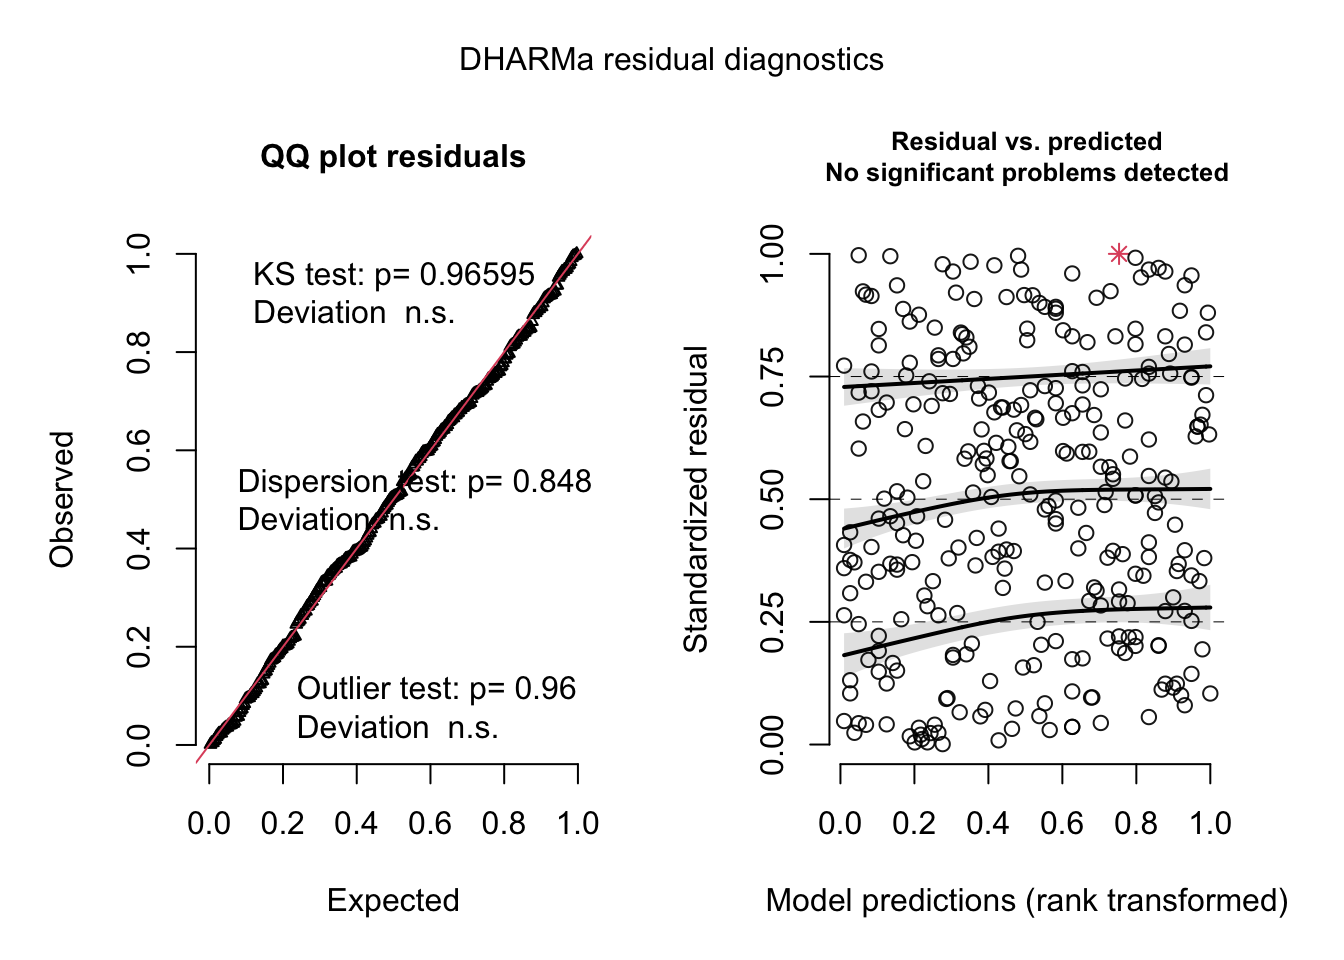 DHARMa residual diagnostics
QQ plot residuals
KS test: p= 0.96595
Deviation  n.s.
Dispersion test: p= 0.848
Deviation  n.s.
Outlier test: p= 0.96
Deviation  n.s.
Observed
1.0
0.8
0.6
0.4
0.2
0.0
0.0 0.2 0.4 0.6 0.8 1.0
Expected
Residual vs. predicted
No significant problems detected
Standardized residual
1.00
0.75
0.50
0.25
0.00
0.0 0.2 0.4 0.6 0.8 1.0
Model predictions (rank transformed)